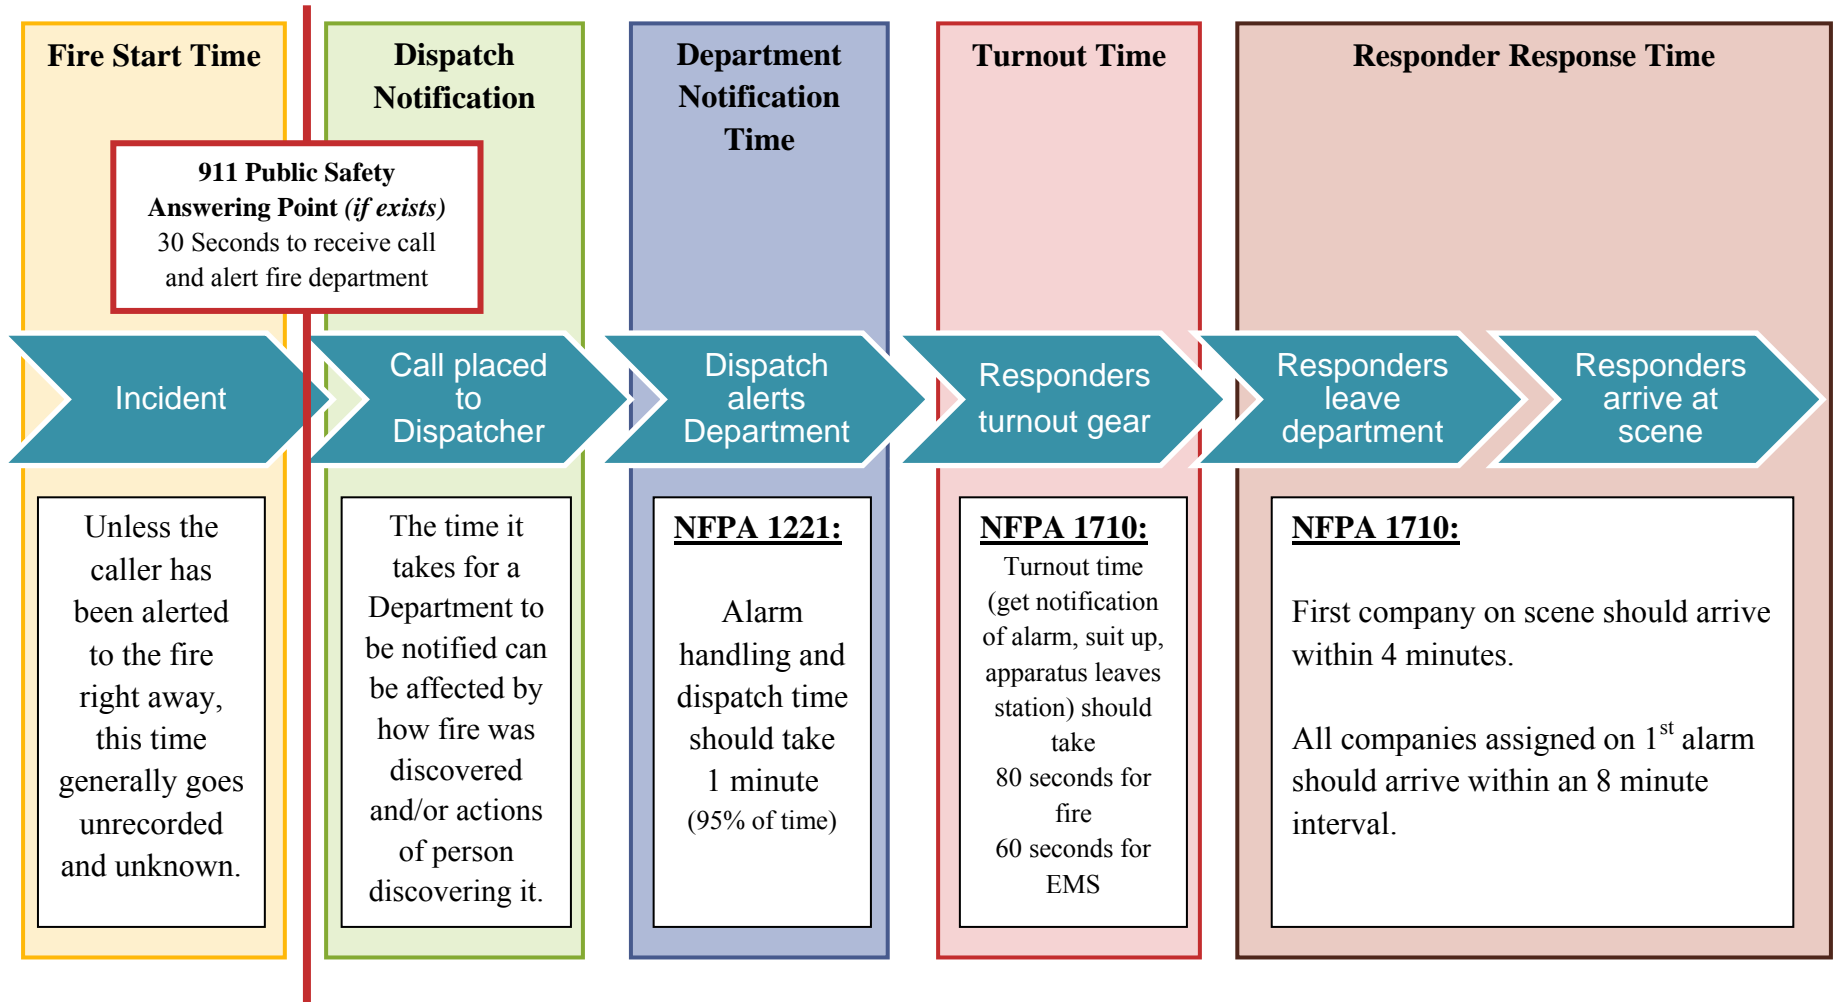 Fire Start Time
Dispatch
Notification
Department
Notification
Time
Turnout Time
Responder Response Time
911 Public Safety
Answering Point (if exists)
30 Seconds to receive call
and alert fire department
Incident
Call placed
to
Dispatcher
Dispatch
alerts
Department
Responders
turnout gear
Responders
leave
department
Responders
arrive at
scene
Unless the
caller has
been alerted
to the fire
right away,
this time
generally goes
unrecorded
and unknown.
The time it
takes for a
Department to
be notified can
be affected by
how fire was
discovered
and/or actions
of person
discovering it.
NFPA 1221:
Alarm
handling and
dispatch time
should take
1 minute
(95% of time)
NFPA 1710:
Turnout time
(get notification
of alarm, suit up,
apparatus leaves
station) should
take
80 seconds for
fire
60 seconds for
EMS
NFPA 1710:
First company on scene should arrive
within 4 minutes.
All companies assigned on 1st alarm
should arrive within an 8 minute
interval.